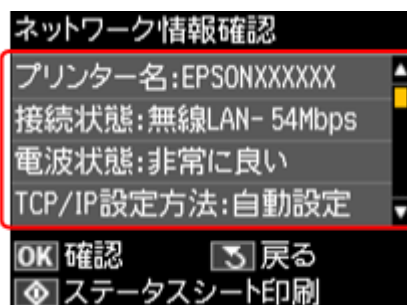 ネットワーク情報確認
プリンター名:EPSONXXXXXX
接続状態:無線LAN- 54Mbps
電波状態:非常に良い
TCP/IP設定方法:自動設定
OK 確認 戻る
ステータスシート印刷